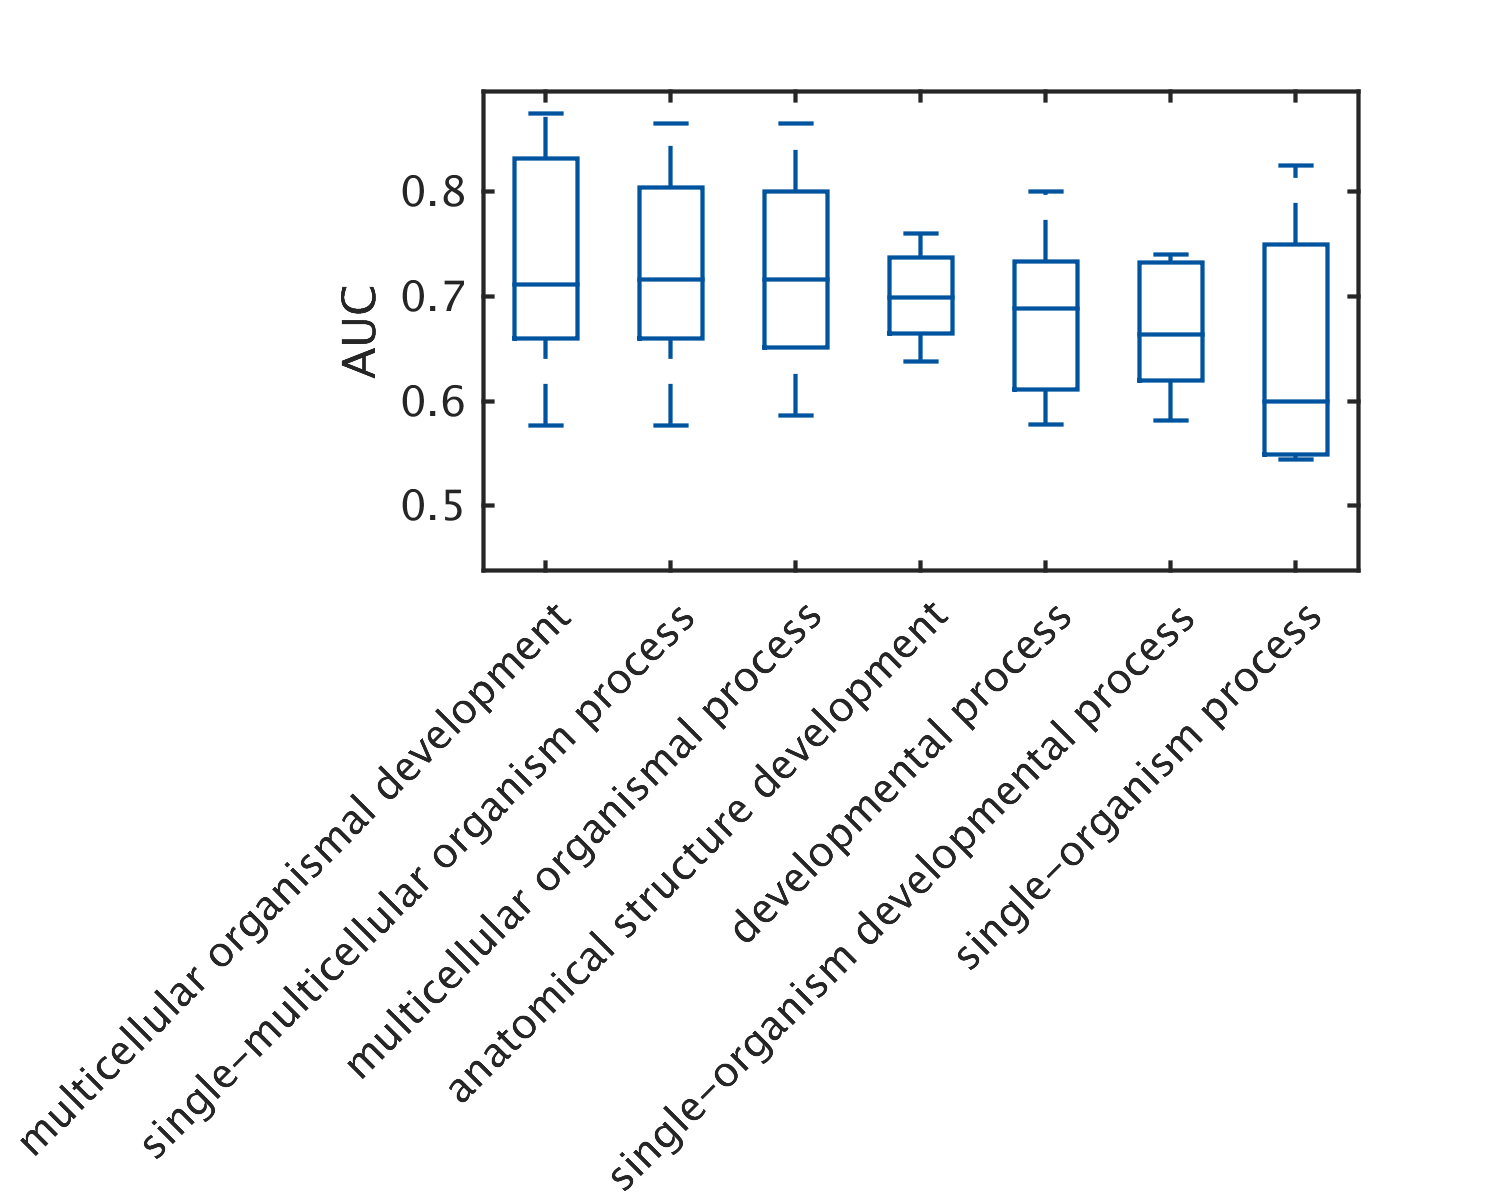 AUC
0.8
0.7
0.6
0.5
multicellular organismal development
single-multicellular organism process
multicellular organismal process
anatomical structure development
developmental process
single-organism developmental process
single-organism process